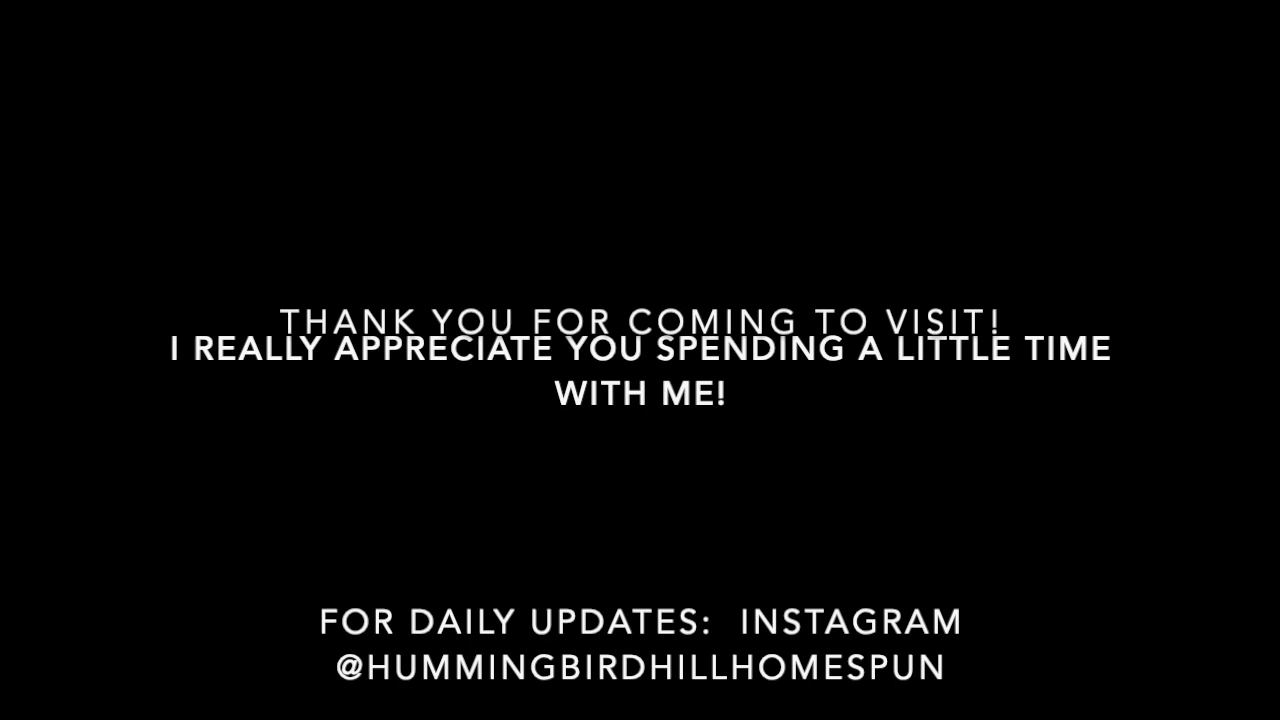 THANK YOU FOR COMING TO VISIT!
I REALLY APPRECIATE YOU SPENDING A LITTLE TIME
WITH ME!
FOR DAILY UPDATES: INSTAGRAM
@HUMMINGBIRDHILLHOMESPUN